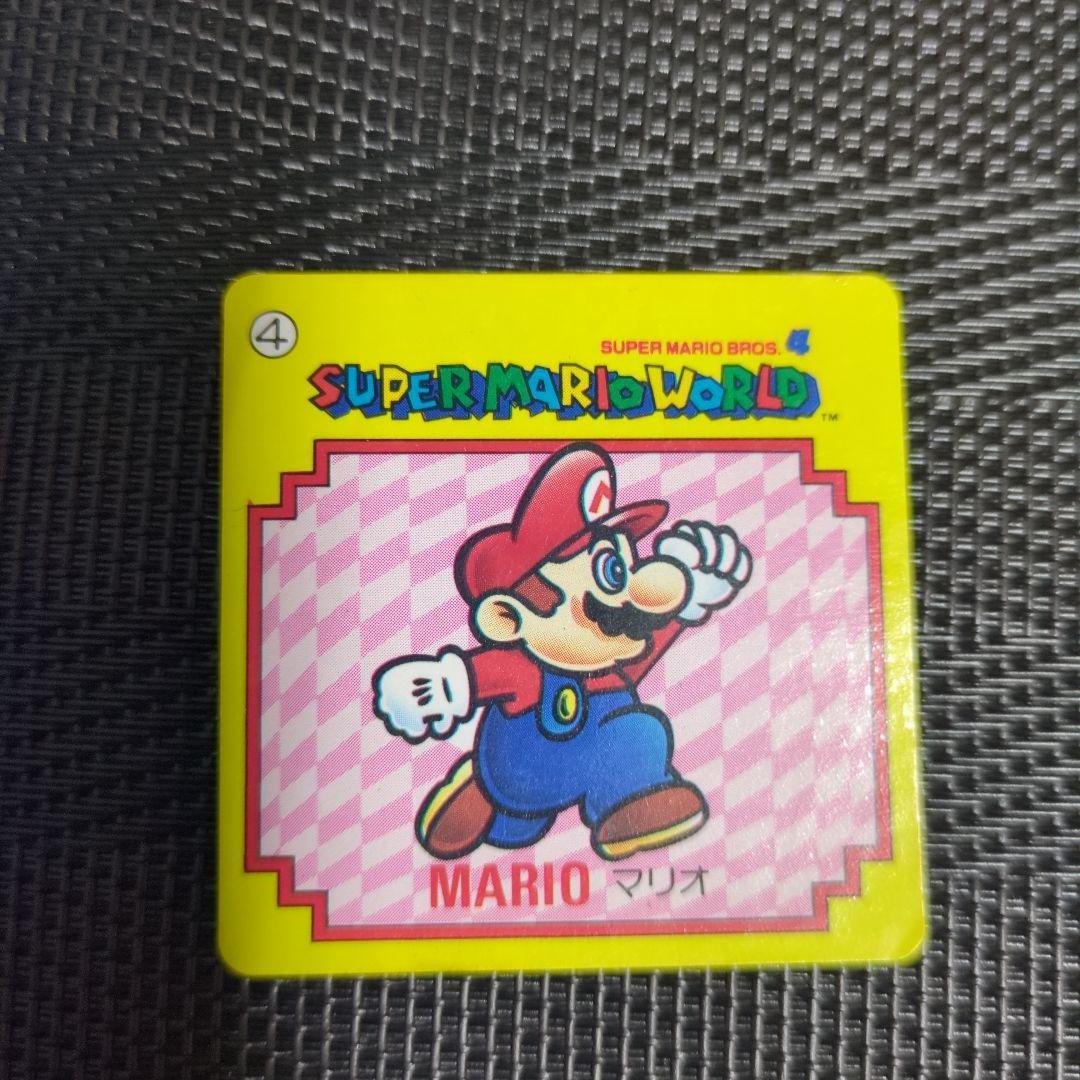 ④
SUPER MARIO BROS. 4
SUPER MARIO WORLD™
M
MARIO マリオ